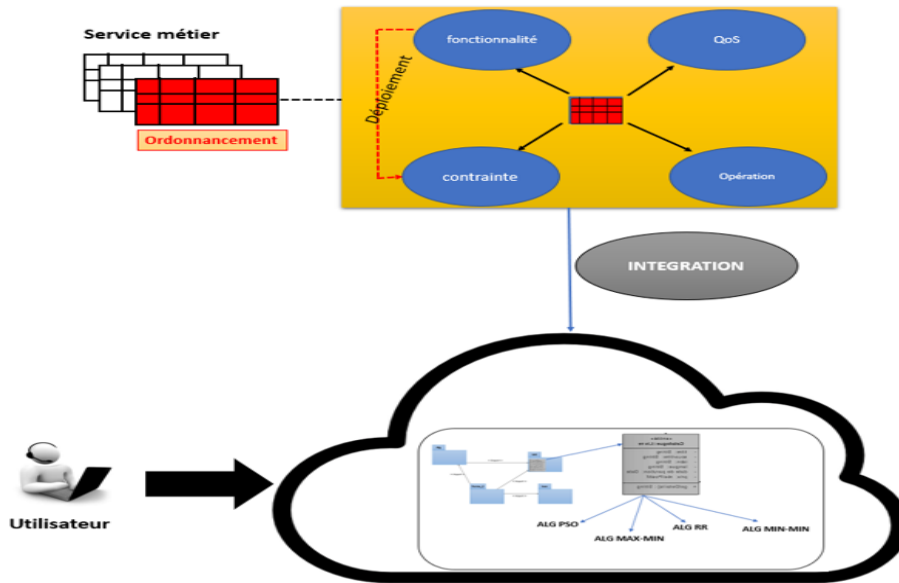 Service métier
Ordonnancement
Déploiement
fonctionnalité
QoS
contrainte
Opération
INTEGRATION
Utilisateur
ALG PSO
ALG MAX-MIN
ALG RR
ALG MIN-MIN